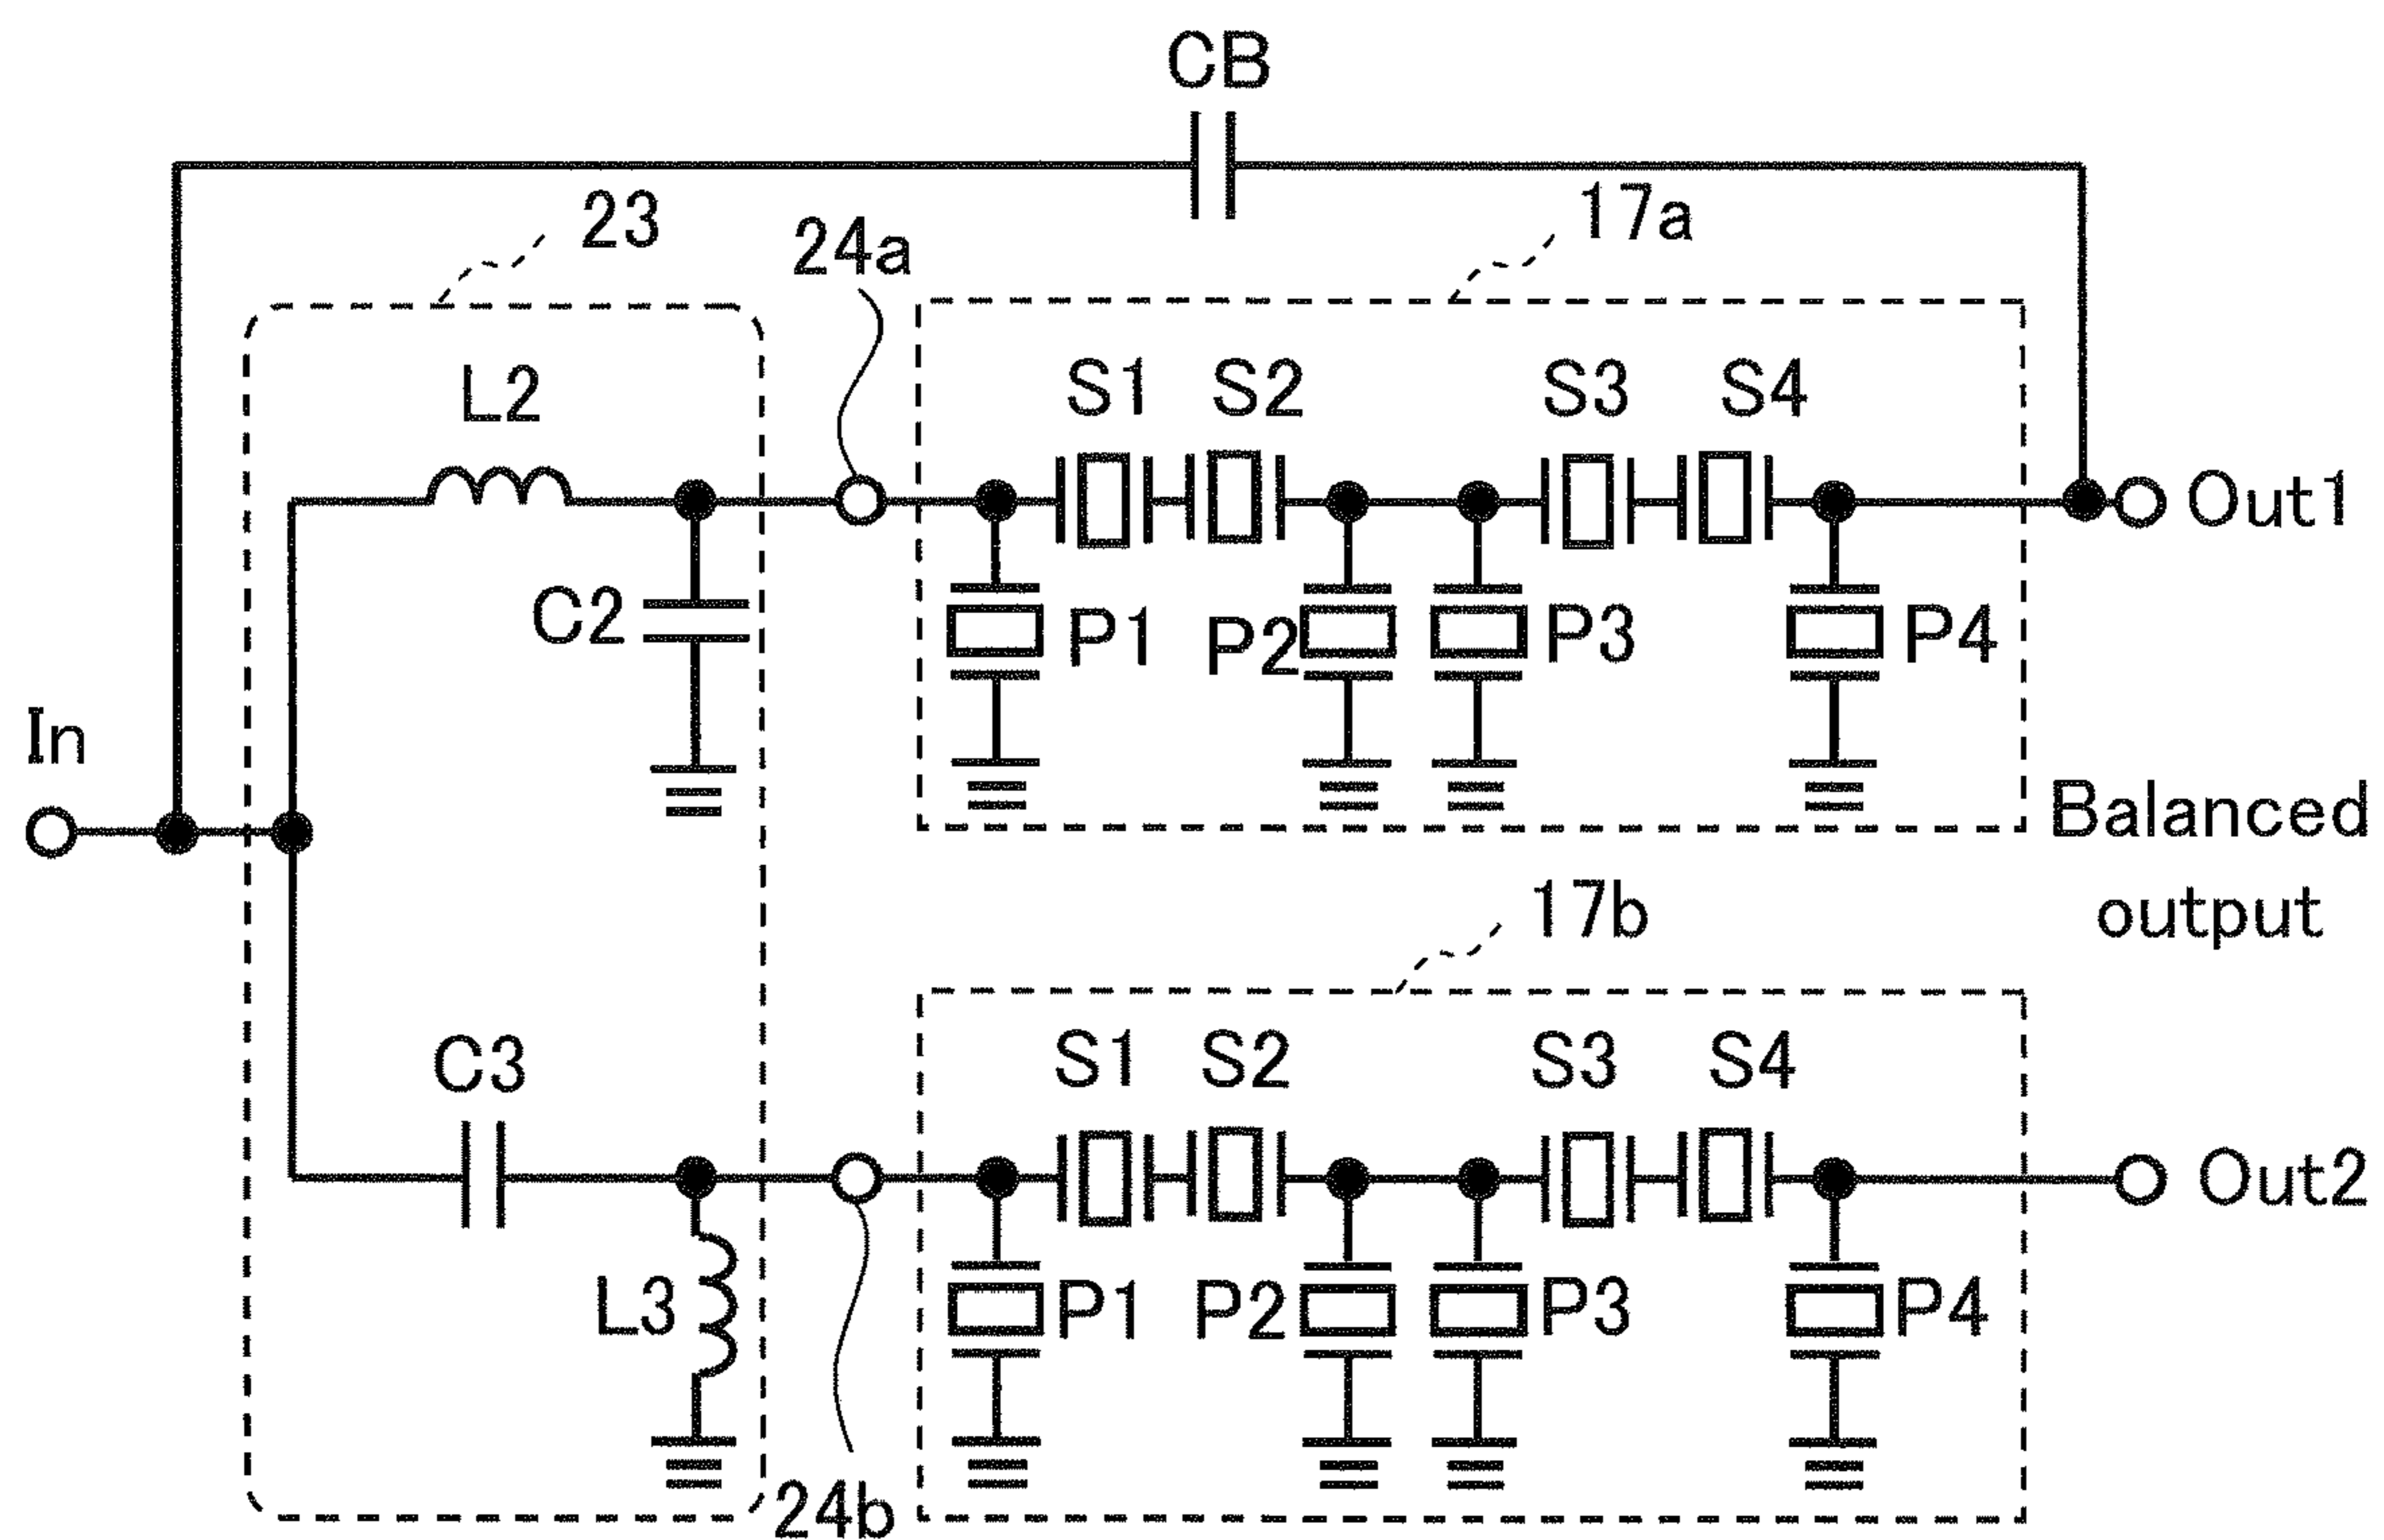 CB
23
24a
17a
L2
S1 S2 S3 S4
Out1
C2
P1 P2 P3 P4
In
Balanced
output
17b
C3
S1 S2 S3 S4
Out2
L3
P1 P2 P3 P4
24b